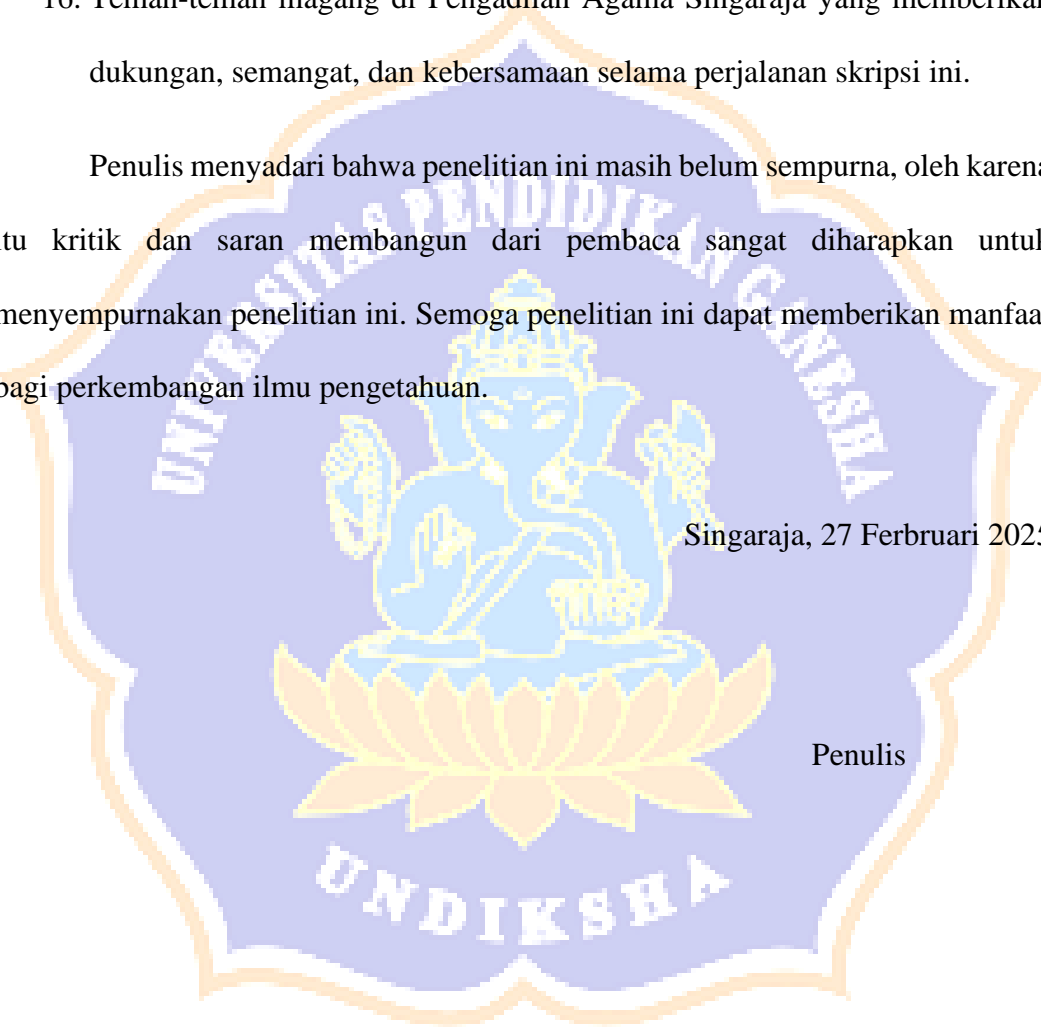 16. Teman-teman magang di Pengadilan Agama Singaraja yang memberikan
dukungan, semangat, dan kebersamaan selama perjalanan skripsi ini.
Penulis menyadari bahwa penelitian ini masih belum sempurna, oleh karena
itu kritik dan saran membangun dari pembaca sangat diharapkan untuk
menyempurnakan penelitian ini. Semoga penelitian ini dapat memberikan manfaa
bagi perkembangan ilmu pengetahuan.
Singaraja, 27 Ferbruari 2025
Penulis
UNIVERSITAS PENDIDIKAN GANESHA
UNDIKSHA